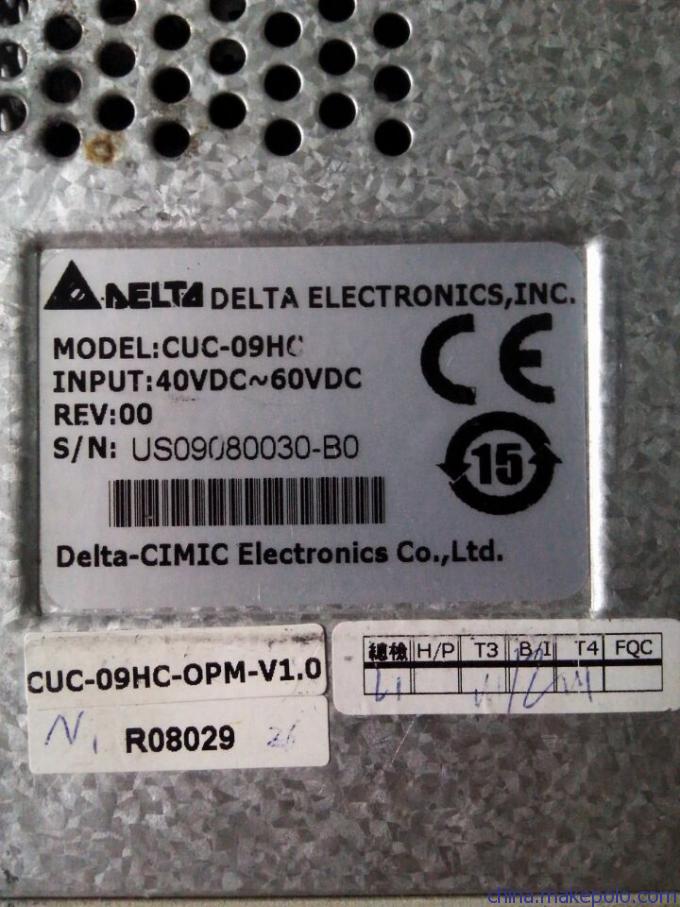 DELTA DELTA ELECTRONICS,INC.
MODEL:CUC-09HC
INPUT:40VDC~60VDC
REV:00
S/N: US09080030-B0
CE
15
Delta-CIMIC Electronics Co.,Ltd.
CUC-09HC-OPM-V1.0
R08029
總檢 H/P T3 B/I T4 FQC
china.makepolo.com